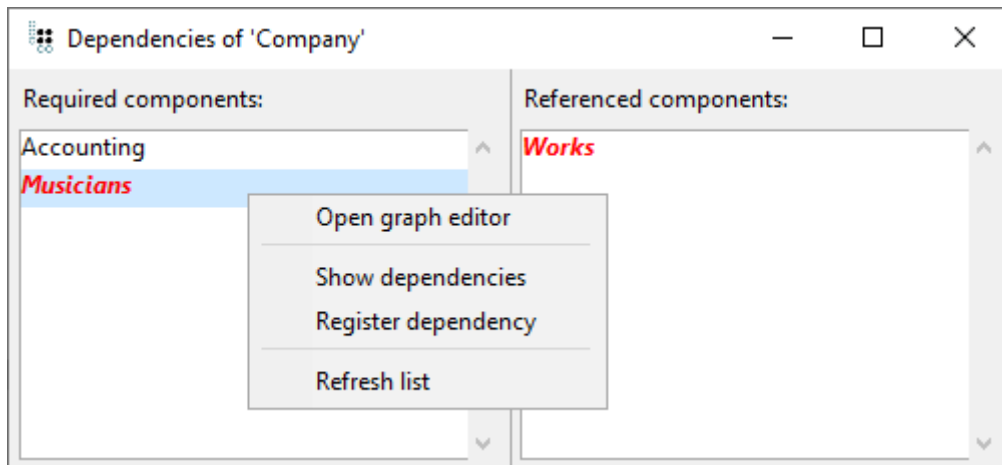 Dependencies of 'Company'
Required components:
Accounting
Musicians
Referenced components:
Works
Open graph editor
Show dependencies
Register dependency
Refresh list